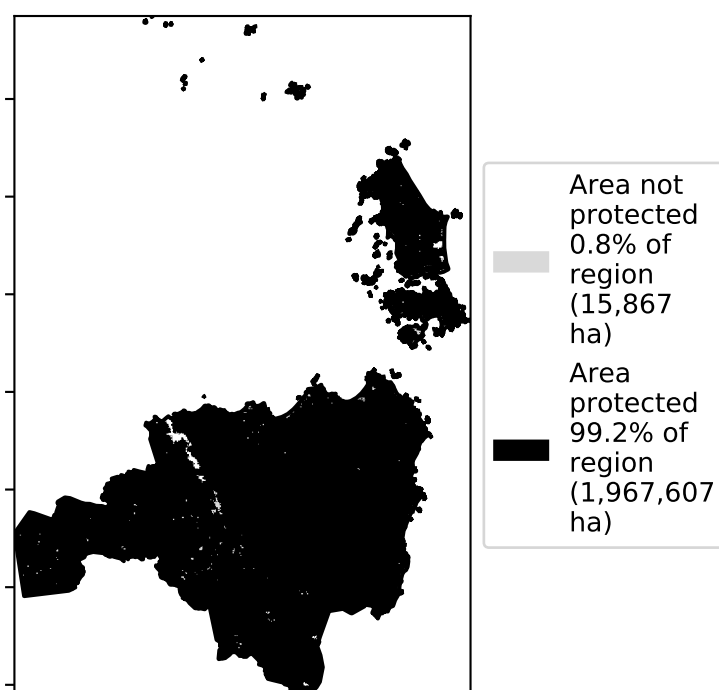 Area not
protected
0.8% of
region
(15,867
ha)
Area
protected
99.2% of
region
(1,967,607
ha)